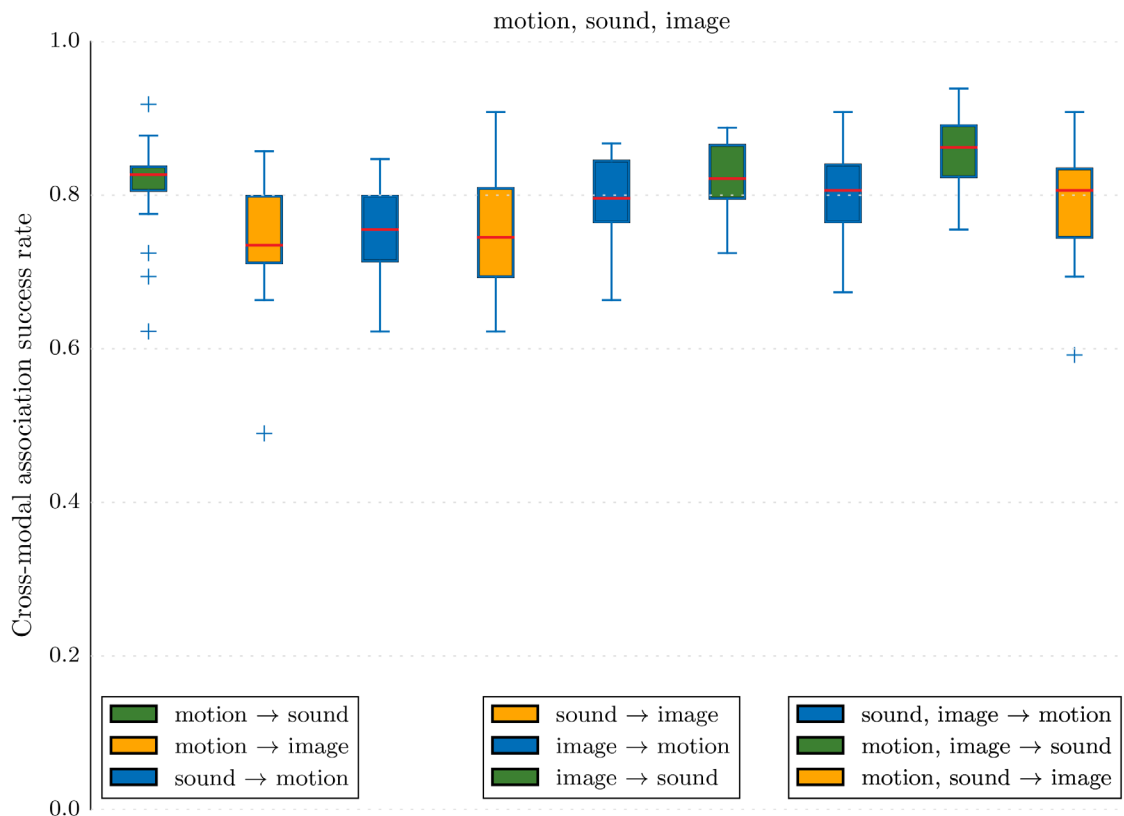 motion, sound, image
1.0
0.8
0.6
0.4
0.2
0.0
Cross-modal association success rate
motion → sound
motion → image
sound → motion
sound → image
image → motion
image → sound
sound, image → motion
motion, image → sound
motion, sound → image